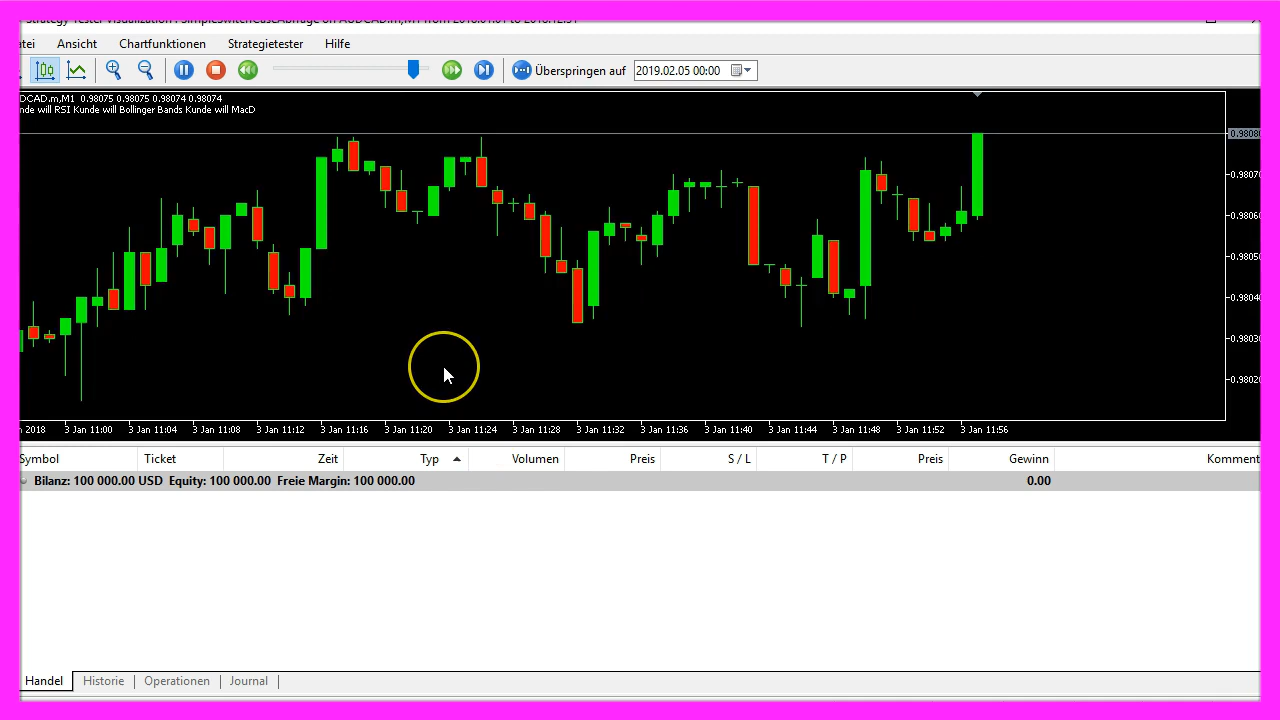 Strategy Tester Visualization : SimpleSwitchCaseAbfrage on AUDCAD.m,M1 from 2018.01.01 to 2018.12.31
tei Ansicht Chartfunktionen Strategietester Hilfe
Überspringen auf 2019.02.05 00:00
DCAD.m,M1 0.98075 0.98075 0.98074 0.98074
nde will RSI Kunde will Bollinger Bands Kunde will MacD
0.98080
0.98070
0.98060
0.98050
0.98040
0.98030
0.98020
n 2018 3 Jan 11:00 3 Jan 11:04 3 Jan 11:08 3 Jan 11:12 3 Jan 11:16 3 Jan 11:20 3 Jan 11:24 3 Jan 11:28 3 Jan 11:32 3 Jan 11:36 3 Jan 11:40 3 Jan 11:44 3 Jan 11:48 3 Jan 11:52 3 Jan 11:56
Symbol Ticket Zeit Typ Volumen Preis S / L T / P Preis Gewinn Komment
Bilanz: 100 000.00 USD Equity: 100 000.00 Freie Margin: 100 000.00 0.00
Handel Historie Operationen Journal